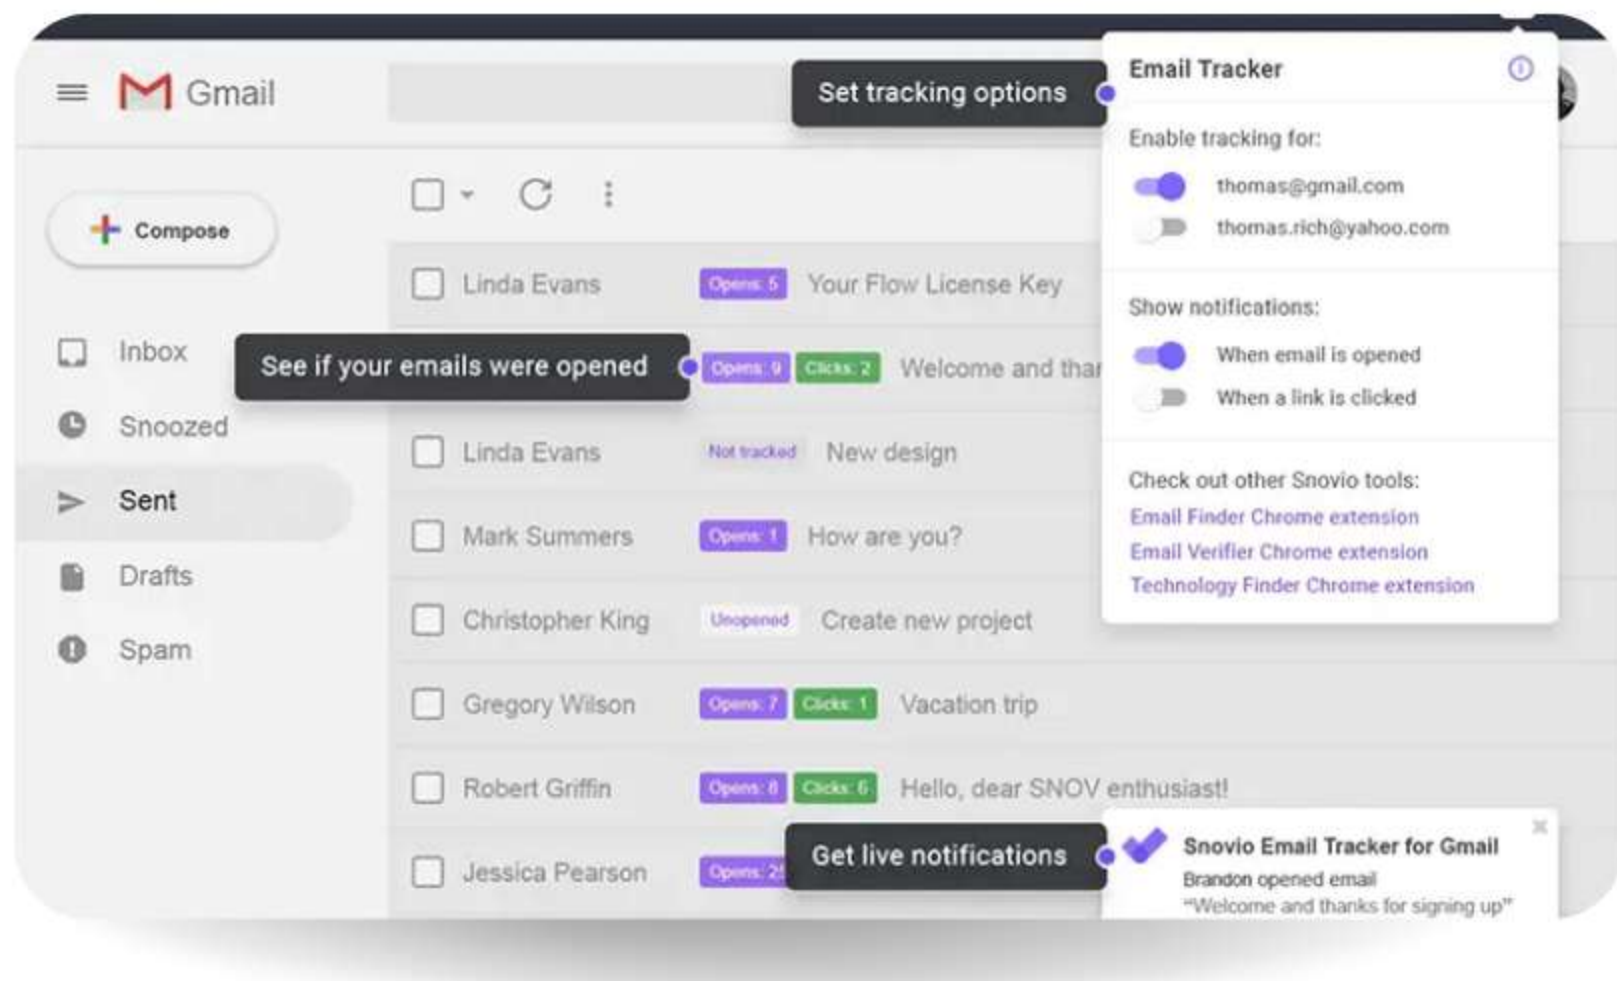 Gmail
Set tracking options
Email Tracker
Enable tracking for:
thomas@gmail.com
thomas.rich@yahoo.com
Show notifications:
When email is opened
When a link is clicked
Check out other Snovio tools:
Email Finder Chrome extension
Email Verifier Chrome extension
Technology Finder Chrome extension
Compose
Inbox
Snoozed
Sent
Drafts
Spam
Linda Evans Opens: 5 Your Flow License Key
See if your emails were opened Opens: 9 Clicks: 2 Welcome and
Linda Evans Not tracked New design
Mark Summers Opens: 1 How are you?
Christopher King Unopened Create new project
Gregory Wilson Opens: 7 Clicks: 1 Vacation trip
Robert Griffin Opens: 8 Clicks: 6 Hello, dear SNOV enthusiast!
Jessica Pearson Opens:
Get live notifications
Snovio Email Tracker for Gmail
Brandon opened email
“Welcome and thanks for signing up”